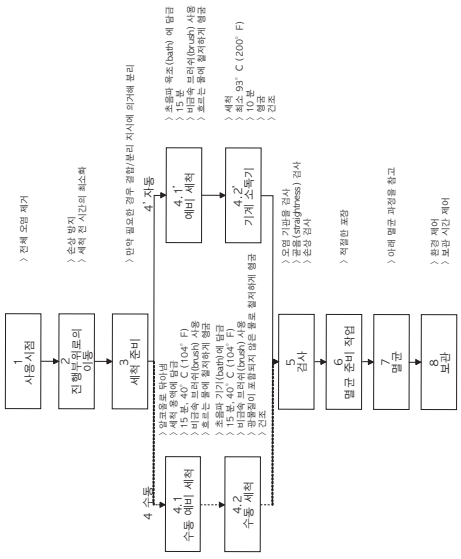 1
사용시점
〉전체 오염 제거
2
진행부위로의
이동
〉손상 방지
〉세척 전 시간의 최소화
3
세척 준비
〉만약 필요한 경우 결합/분리 지시에 의거해 분리
4 수동
4' 자동
4.1
수동 예비 세척
〉알코올로 닦아냄
〉세척 용액에 담금
〉15 분, 40° C (104° F)
〉비금속 브러쉬(brush) 사용
〉흐르는 물에 철저하게 헹굼
4.1'
예비 세척
〉초음파 욕조(bath) 에 담금
〉15 분
〉비금속 브러쉬(brush) 사용
〉흐르는 물에 철저하게 헹굼
4.2
수동 세척
〉초음파 기기(bath)에 담금
〉15 분, 40° C (104° F)
〉비금속 브러쉬(brush) 사용
〉광물질이 포함되지 않은 물로 철저하게 헹굼
〉건조
4.2'
기계 소독기
〉세척
〉최소 93° C (200° F)
〉10 분
〉헹굼
〉건조
5
검사
〉오염 기관을 검사
〉곧음(straightness) 검사
〉손상 검사
6
멸균 준비 작업
〉적절한 포장
7
멸균
〉아래 멸균 과정을 참고
8
보관
〉환경 제어
〉보관 시간 제어